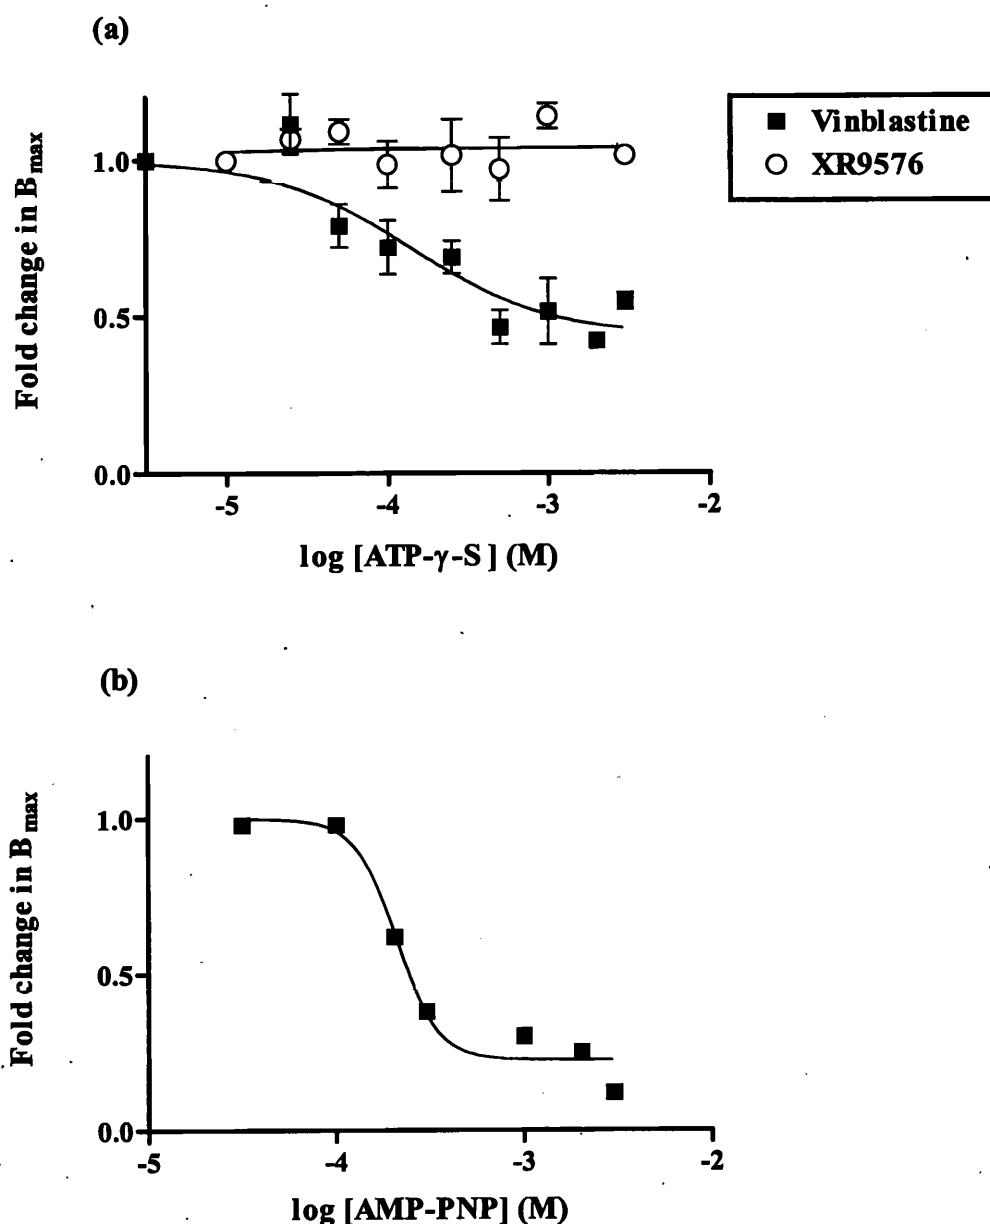 (a)
Vinblastine
XR9576
Fold change in Bmax
1.0
0.5
0.0
-5
-4
-3
-2
log [ATP-γ-S ] (M)
(b)
Fold change in Bmax
1.0
0.5
0.0
-5
-4
-3
-2
log [AMP-PNP] (M)